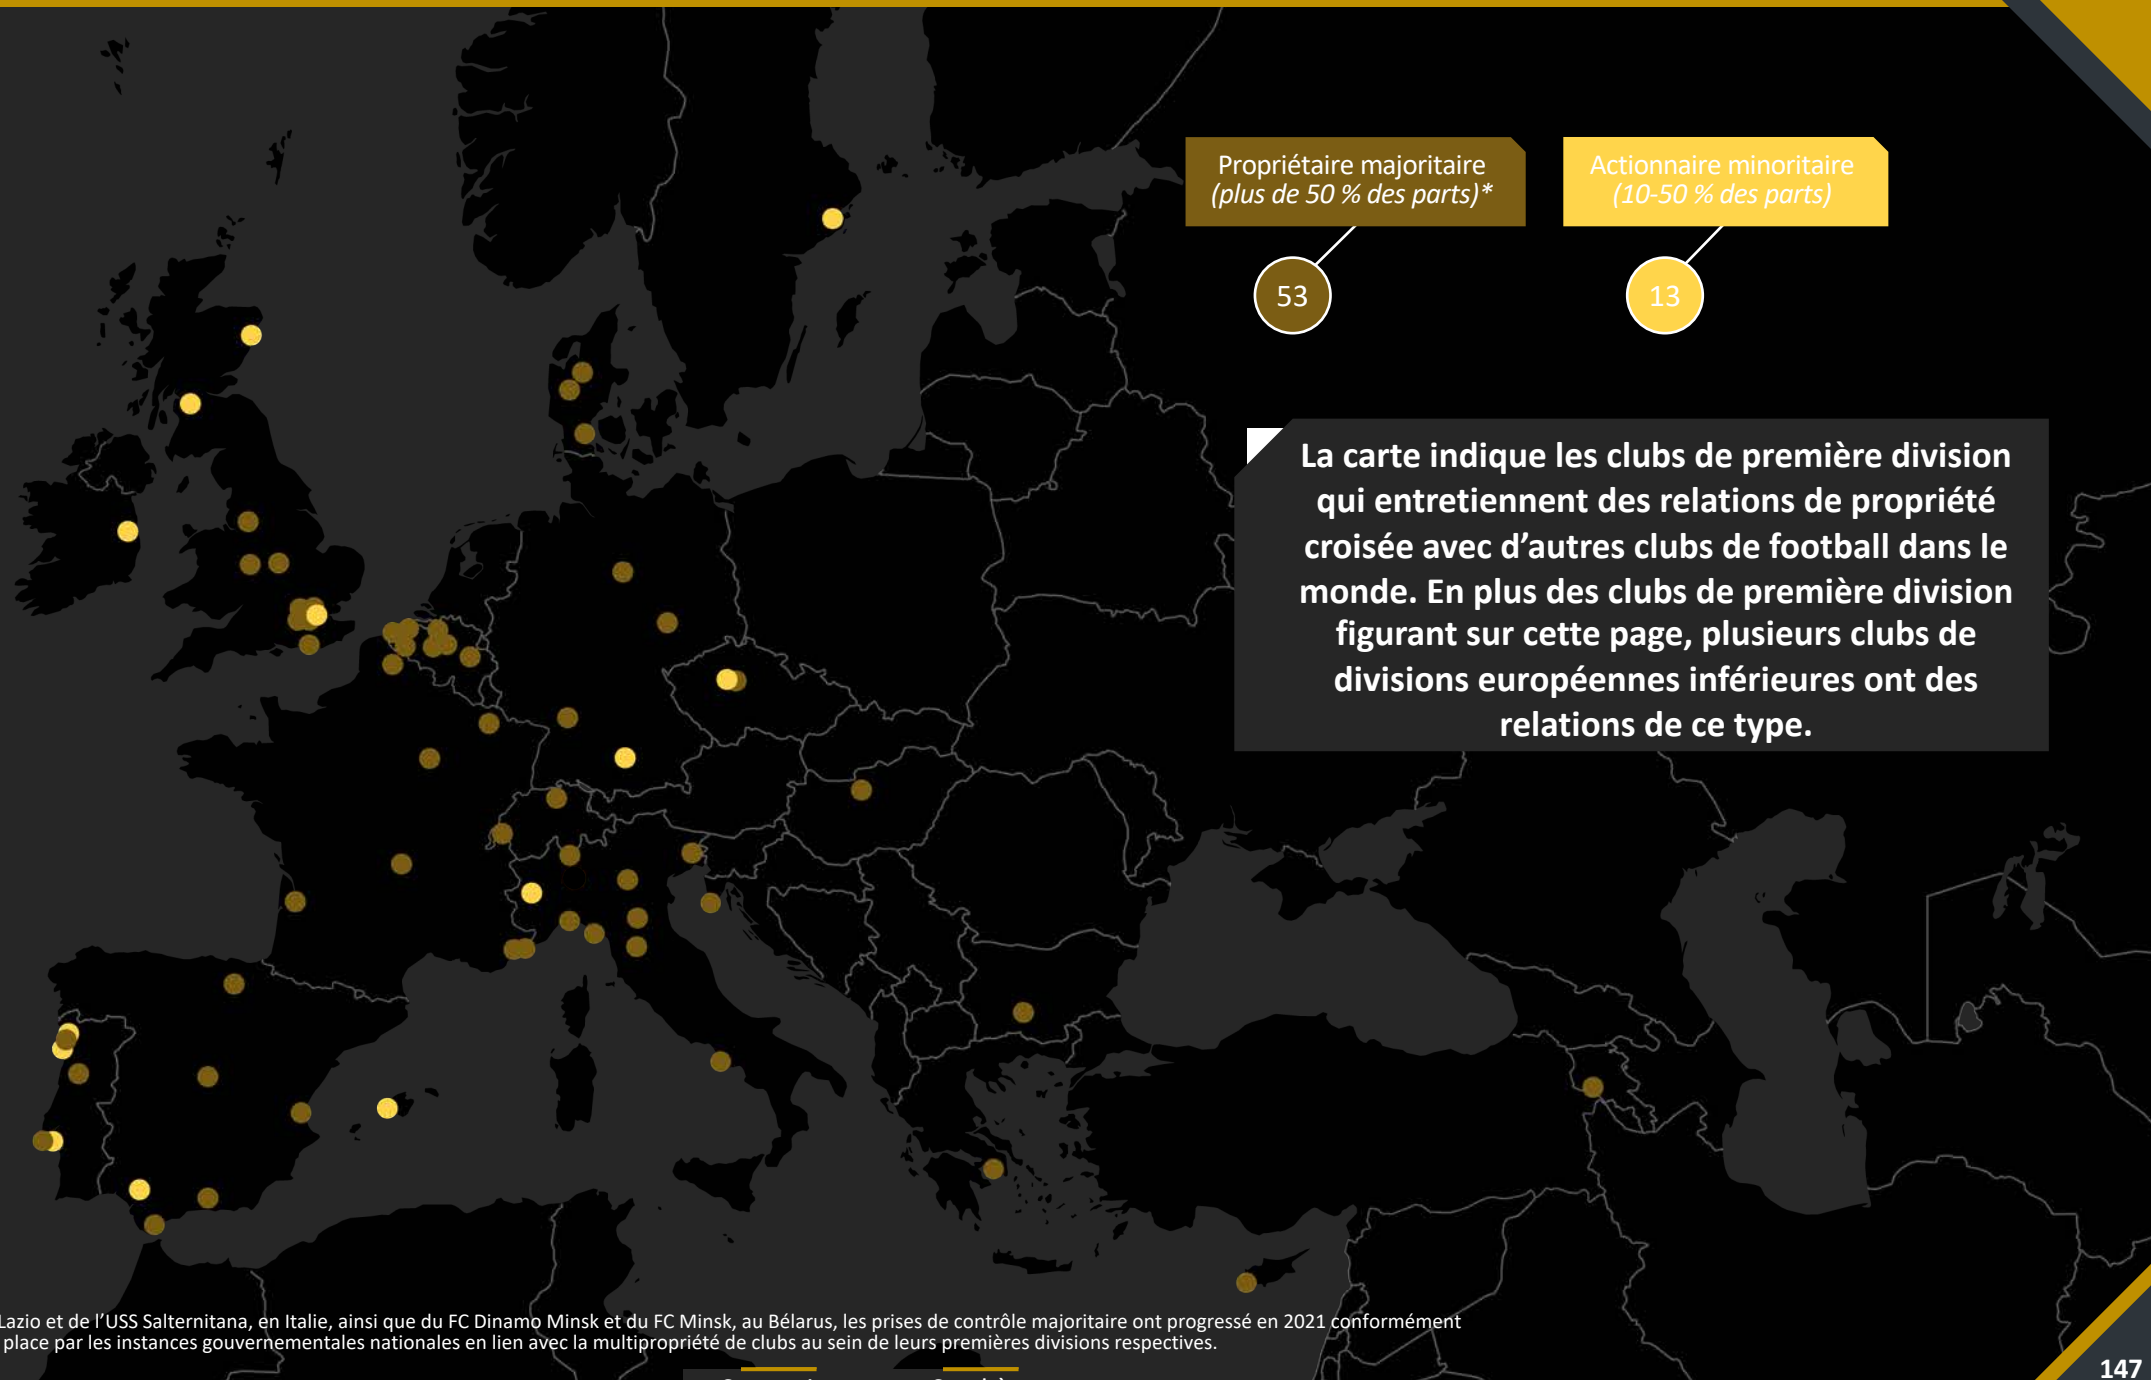 Propriétaire majoritaire
(plus de 50 % des parts)*
Actionnaire minoritaire
(10-50 % des parts)
53
13
La carte indique les clubs de première division
qui entretiennent des relations de propriété
croisée avec d’autres clubs de football dans le
monde. En plus des clubs de première division
figurant sur cette page, plusieurs clubs de
divisions européennes inférieures ont des
relations de ce type.
Lazio et de l’USS Salternitana, en Italie, ainsi que du FC Dinamo Minsk et du FC Minsk, au Bélarus, les prises de contrôle majoritaire ont progressé en 2021 conformément
place par les instances gouvernementales nationales en lien avec la multipropriété de clubs au sein de leurs premières divisions respectives.
147